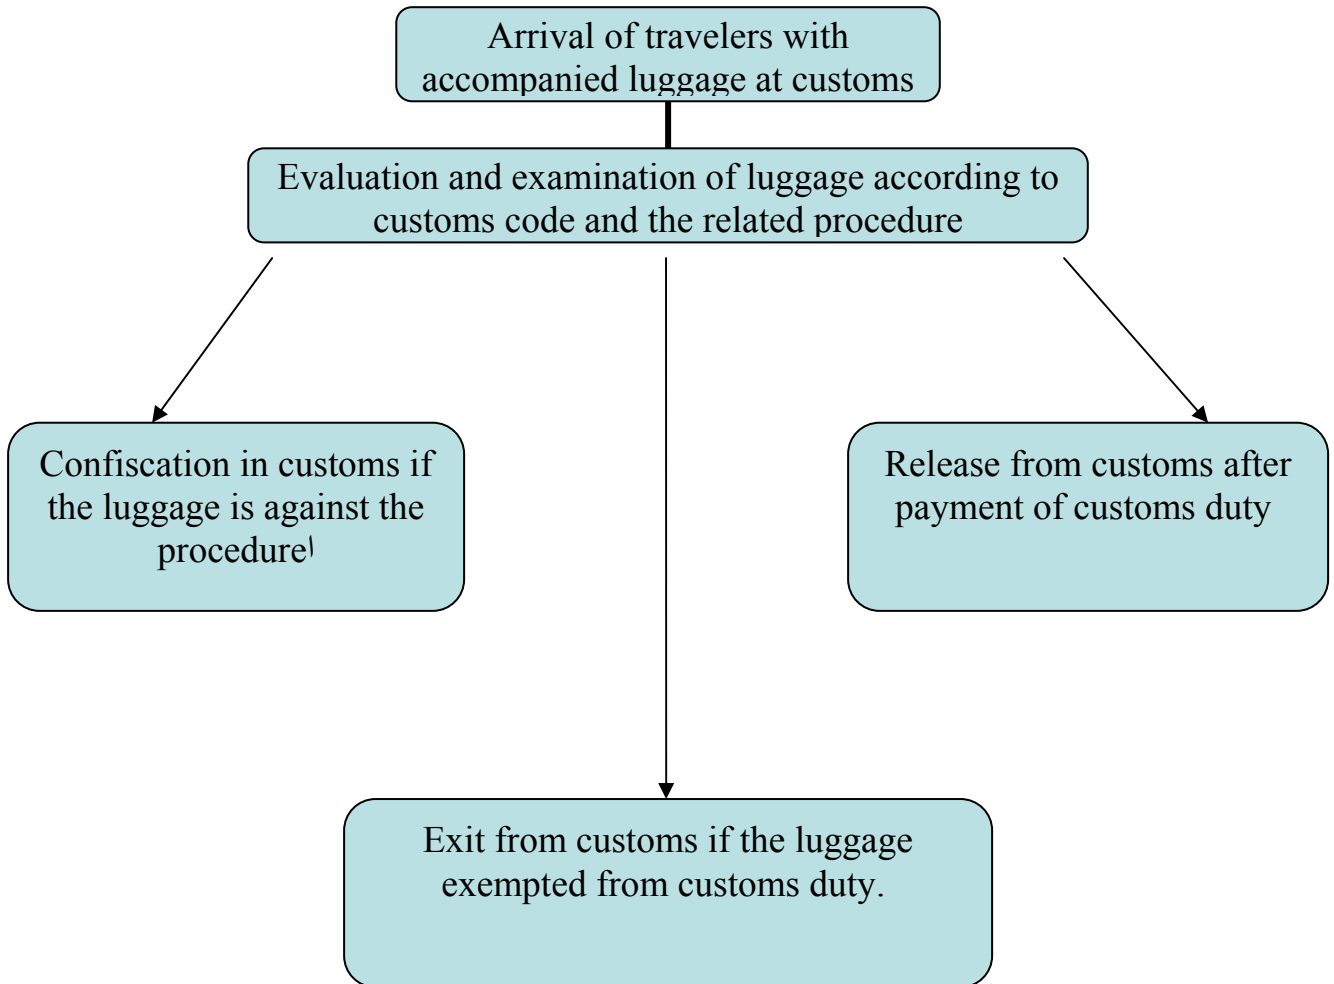 Arrival of travelers with
accompanied luggage at customs
Evaluation and examination of luggage according to
customs code and the related procedure
Confiscation in customs if
the luggage is against the
procedure١
Release from customs after
payment of customs duty
Exit from customs if the luggage
exempted from customs duty.